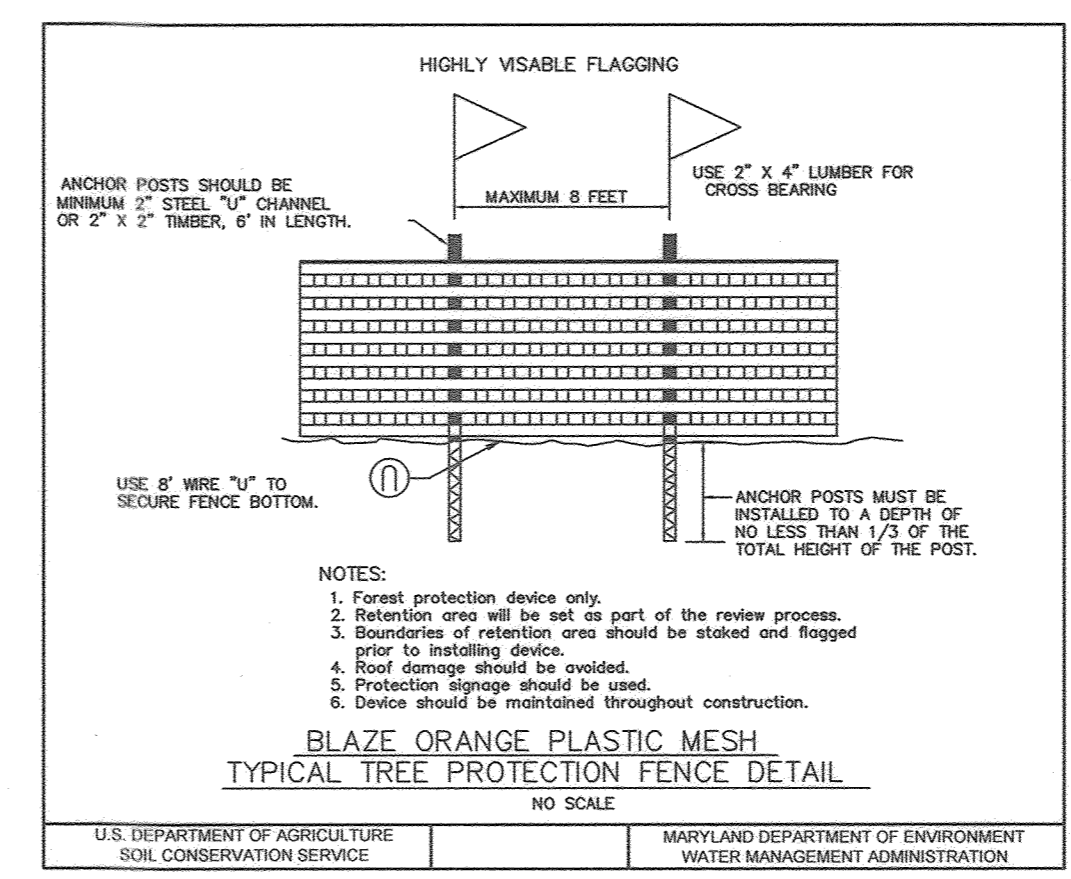 HIGHLY VISABLE FLAGGING
ANCHOR POSTS SHOULD BE
MINIMUM 2" STEEL "U" CHANNEL
OR 2" X 2" TIMBER, 6' IN LENGTH.
MAXIMUM 8 FEET
USE 2" X 4" LUMBER FOR
CROSS BEARING
USE 8' WIRE "U" TO
SECURE FENCE BOTTOM.
ANCHOR POSTS MUST BE
INSTALLED TO A DEPTH OF
NO LESS THAN 1/3 OF THE
TOTAL HEIGHT OF THE POST.
NOTES:
1. Forest protection device only.
2. Retention area will be set as part of the review process.
3. Boundaries of retention area should be staked and flagged
prior to installing device.
4. Roof damage should be avoided.
5. Protection signage should be used.
6. Device should be maintained throughout construction.
BLAZE ORANGE PLASTIC MESH
TYPICAL TREE PROTECTION FENCE DETAIL
NO SCALE
U.S. DEPARTMENT OF AGRICULTURE
SOIL CONSERVATION SERVICE
MARYLAND DEPARTMENT OF ENVIRONMENT
WATER MANAGEMENT ADMINISTRATION